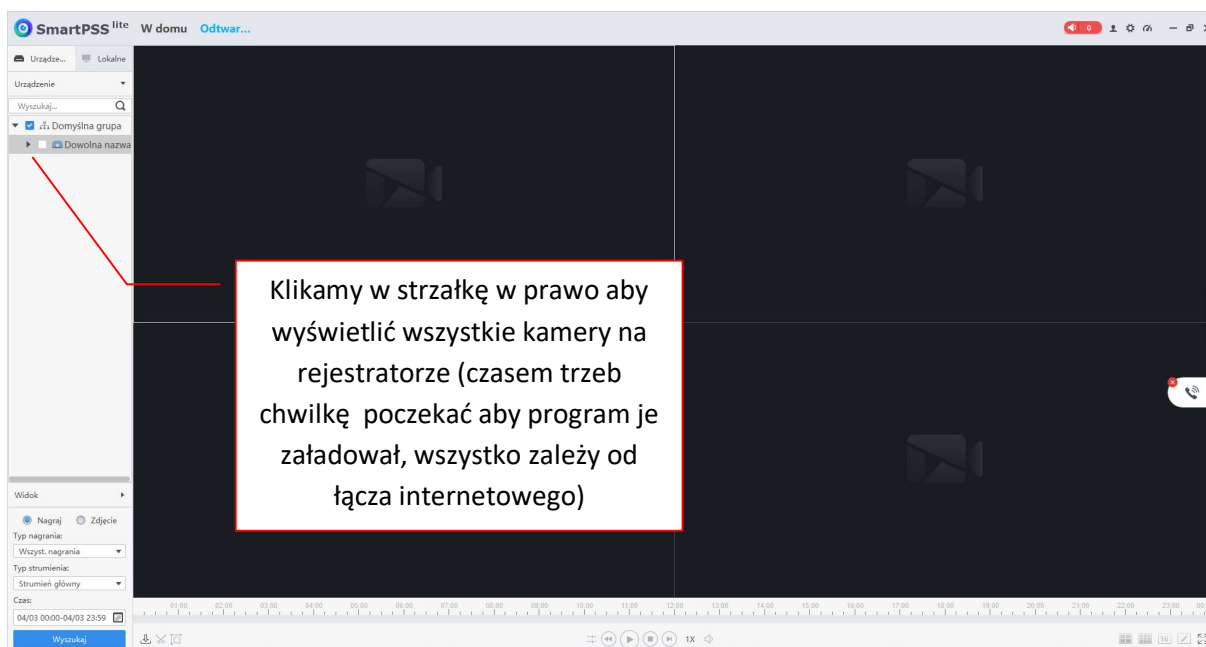 SmartPSS lite W domu Odtwar... 0
Urządze... Lokalne
Urządzenie
Wyszukaj...
Domyślna grupa
Dowolna nazwa
Klikamy w strzałkę w prawo aby
wyświetlić wszystkie kamery na
rejestratorze (czasem trzeb
chwilkę poczekać aby program je
załadował, wszystko zależy od
łącza internetowego)
Widok
Nagraj Zdjęcie
Typ nagrania:
Wszyst. nagrania
Typ strumienia:
Strumień główny
Czas:
04/03 00:00-04/03 23:59
Wyszukaj
01:00 02:00 03:00 04:00 05:00 06:00 07:00 08:00 09:00 10:00 11:00 12:00 13:00 14:00 15:00 16:00 17:00 18:00 19:00 20:00 21:00 22:00 23:00
1X 16